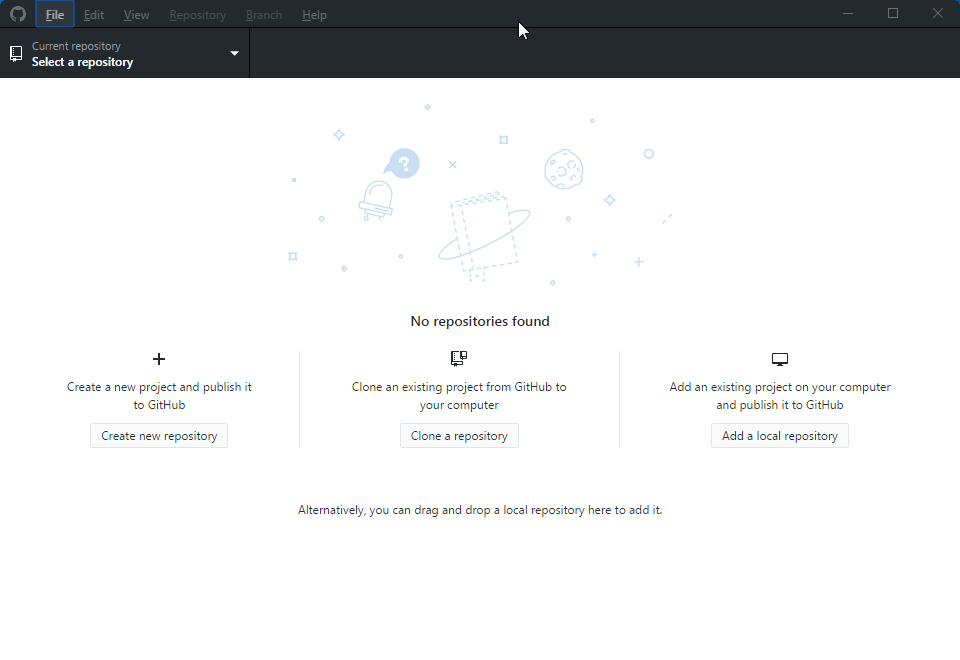 File Edit View Repository Branch Help
Current repository
Select a repository
?
No repositories found
Create a new project and publish it
to GitHub
Create new repository
Clone an existing project from GitHub to
your computer
Clone a repository
Add an existing project on your computer
and publish it to GitHub
Add a local repository
Alternatively, you can drag and drop a local repository here to add it.